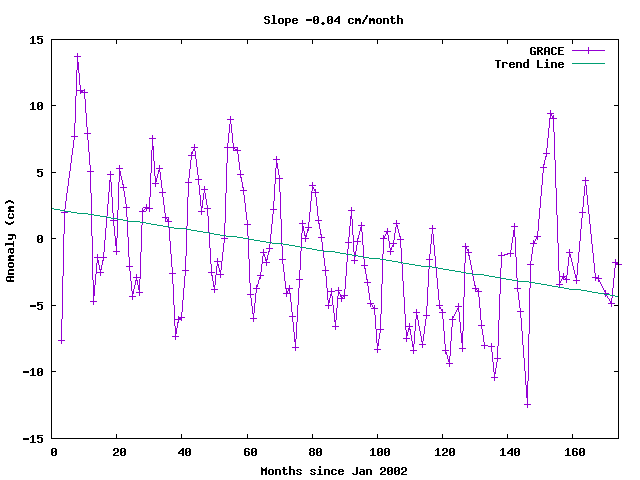 Slope -0.04 cm/month
GRACE
Trend Line
15
10
5
0
-5
-10
-15
Anomaly (cm)
0 20 40 60 80 100 120 140 160
Months since Jan 2002